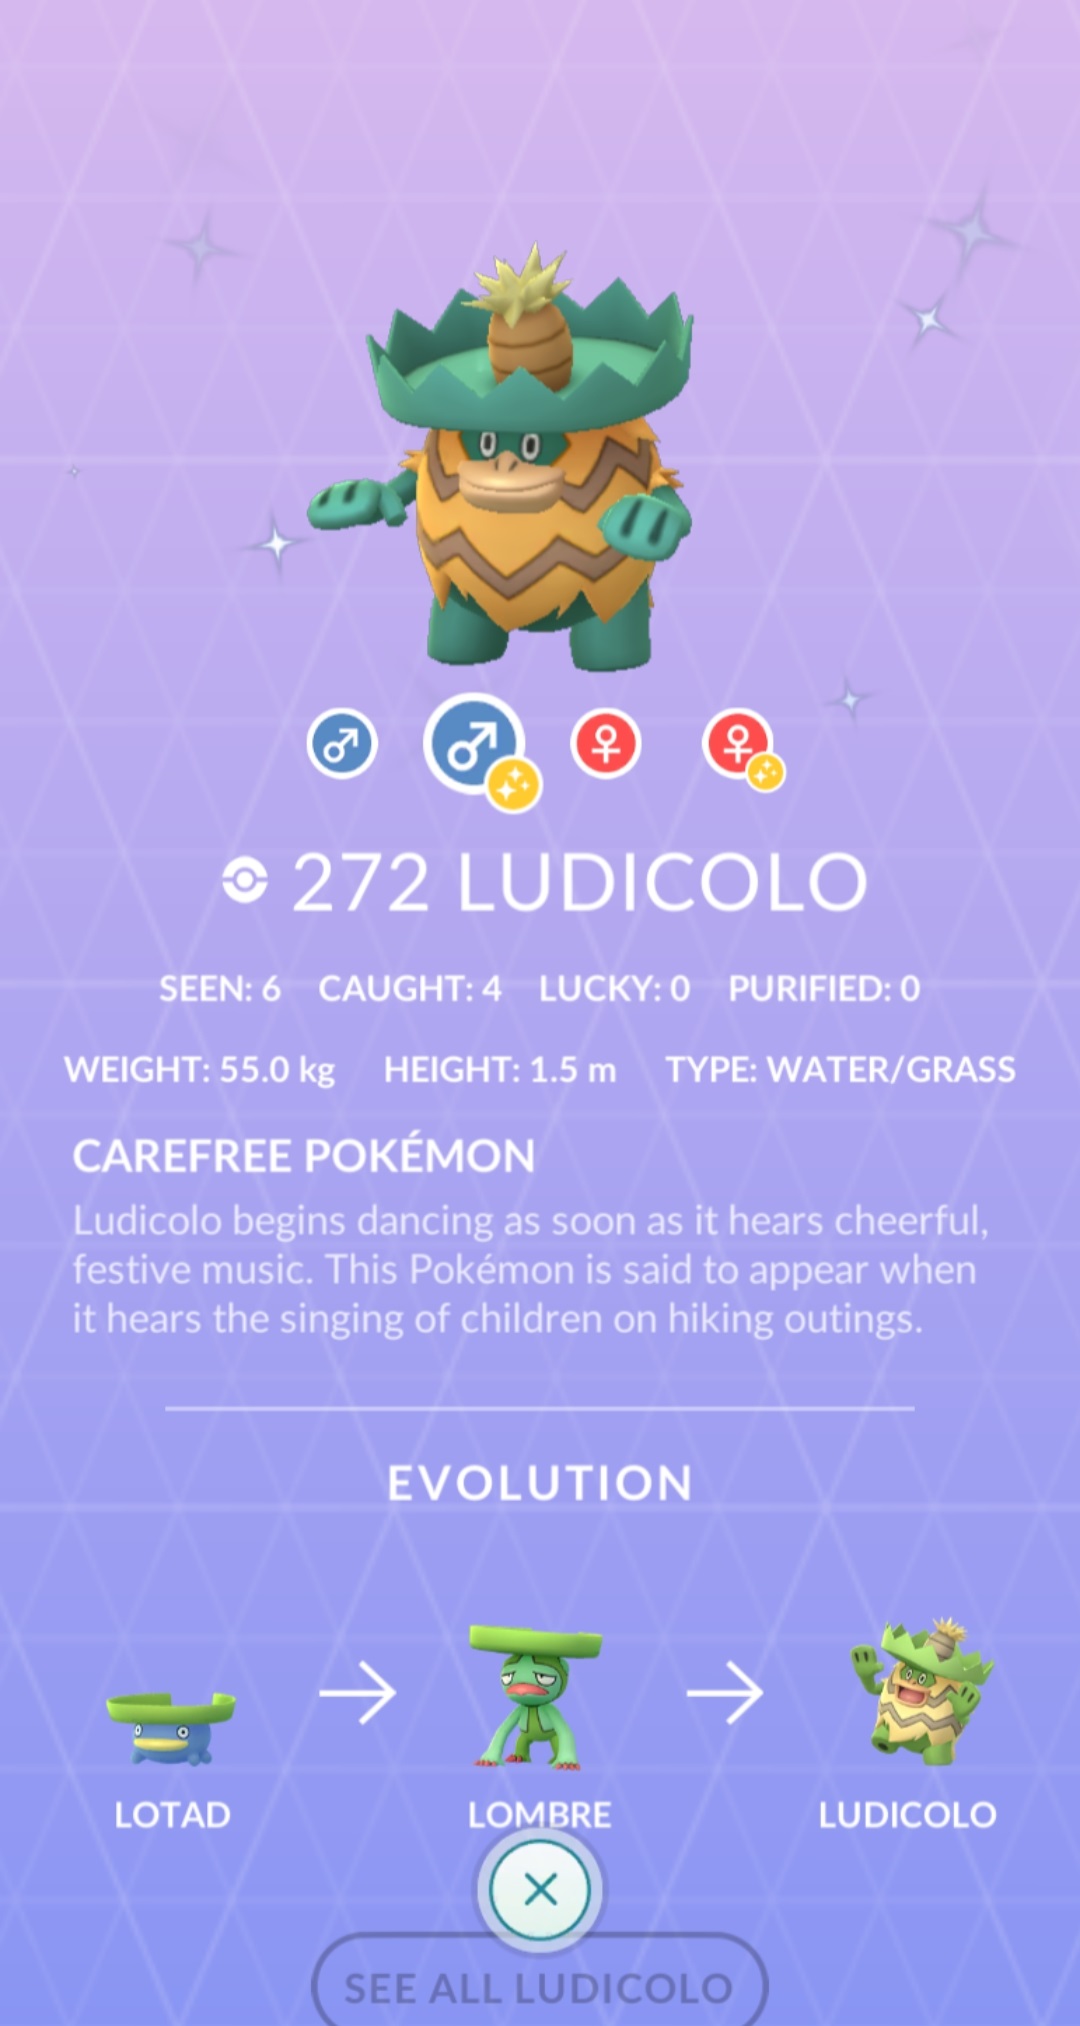 272 LUDICOLO
SEEN: 6 CAUGHT: 4 LUCKY: 0 PURIFIED: 0
WEIGHT: 55.0 kg HEIGHT: 1.5 m TYPE: WATER/GRASS
CAREFREE POKÉMON
Ludicolo begins dancing as soon as it hears cheerful,
festive music. This Pokémon is said to appear when
it hears the singing of children on hiking outings.
EVOLUTION
LOTAD LOMBRE LUDICOLO
SEE ALL LUDICOLO